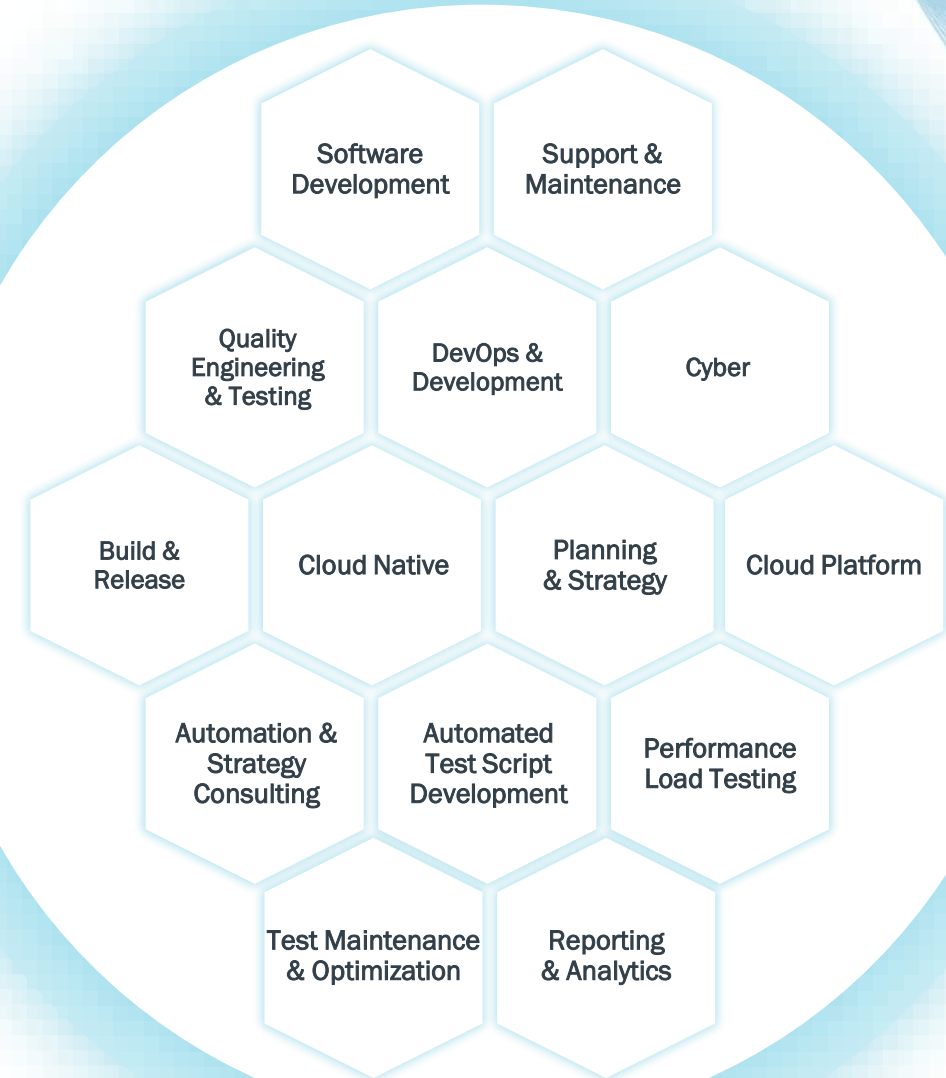 Software
Development
Support &
Maintenance
Quality
Engineering
& Testing
DevOps &
Development
Cyber
Build &
Release
Cloud Native
Planning
& Strategy
Cloud Platform
Automation &
Strategy
Consulting
Automated
Test Script
Development
Performance
Load Testing
Test Maintenance
& Optimization
Reporting
& Analytics